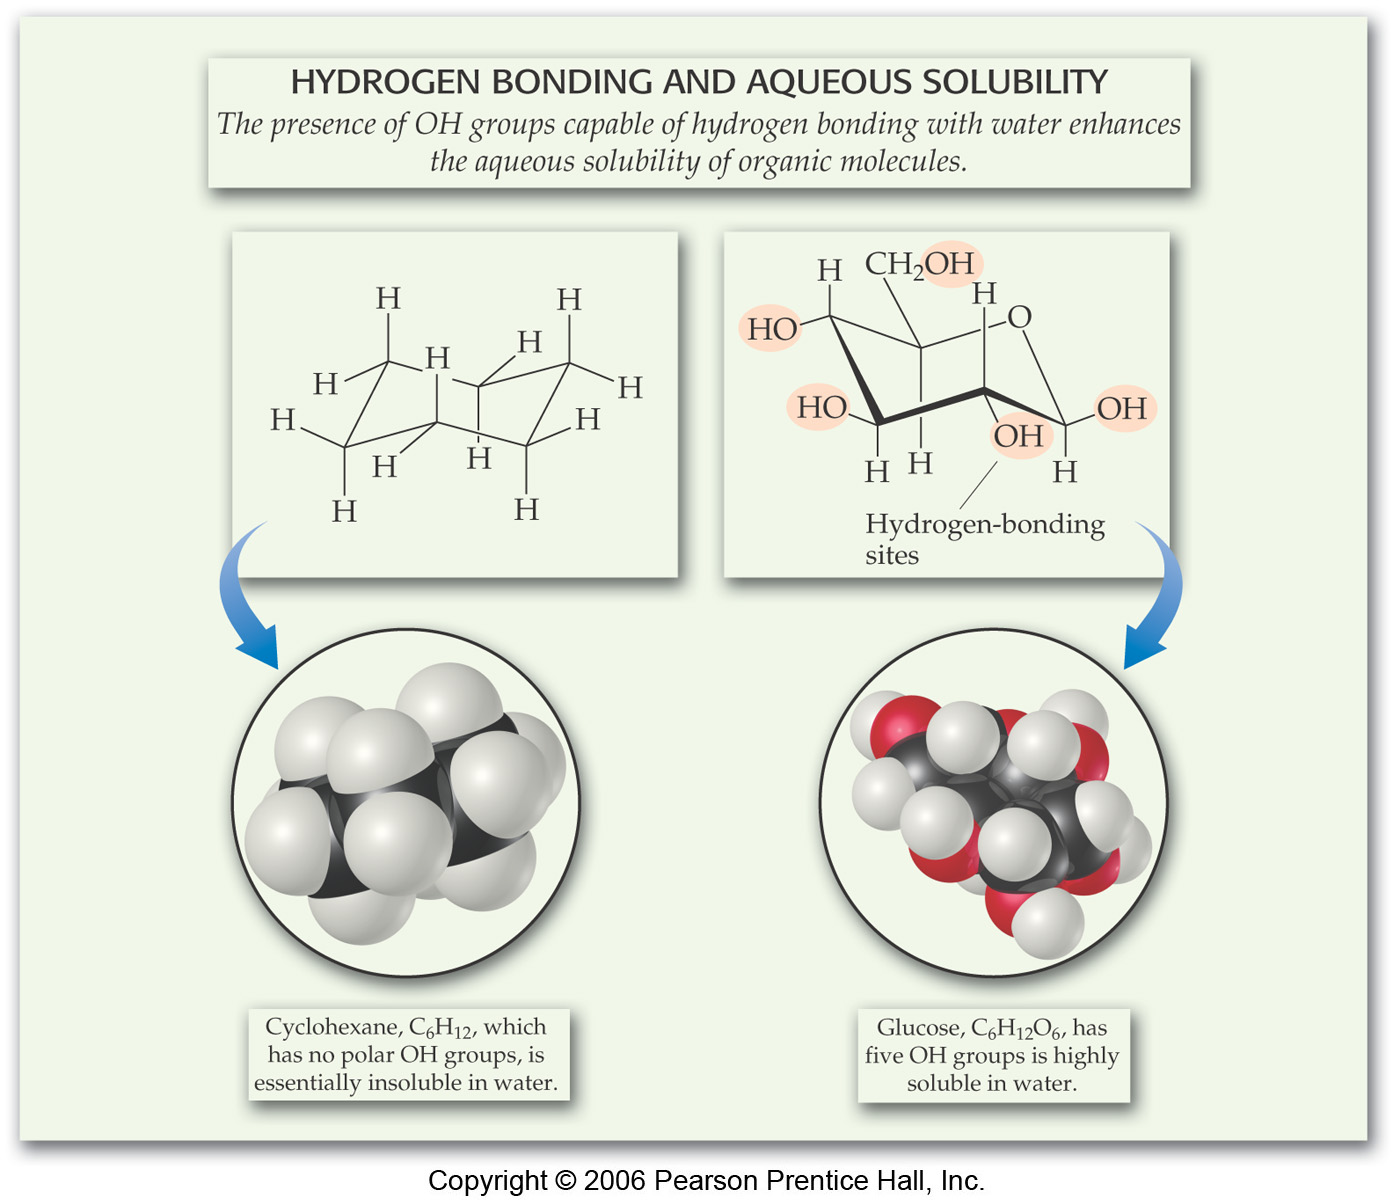 HYDROGEN BONDING AND AQUEOUS SOLUBILITY
The presence of OH groups capable of hydrogen bonding with water enhances
the aqueous solubility of organic molecules.
H
H
H
H
H
H
H
H
H
H
H
H
H
CH₂OH
H
HO
O
HO
OH
OH
H
H
H
Hydrogen-bonding
sites
Cyclohexane, C₆H₁₂, which
has no polar OH groups, is
essentially insoluble in water.
Glucose, C₆H₁₂O₆, has
five OH groups is highly
soluble in water.
Copyright © 2006 Pearson Prentice Hall, Inc.